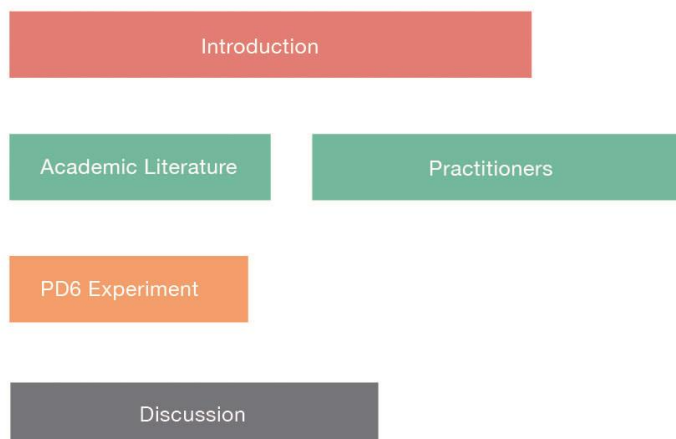 Introduction
Academic Literature
Practitioners
PD6 Experiment
Discussion